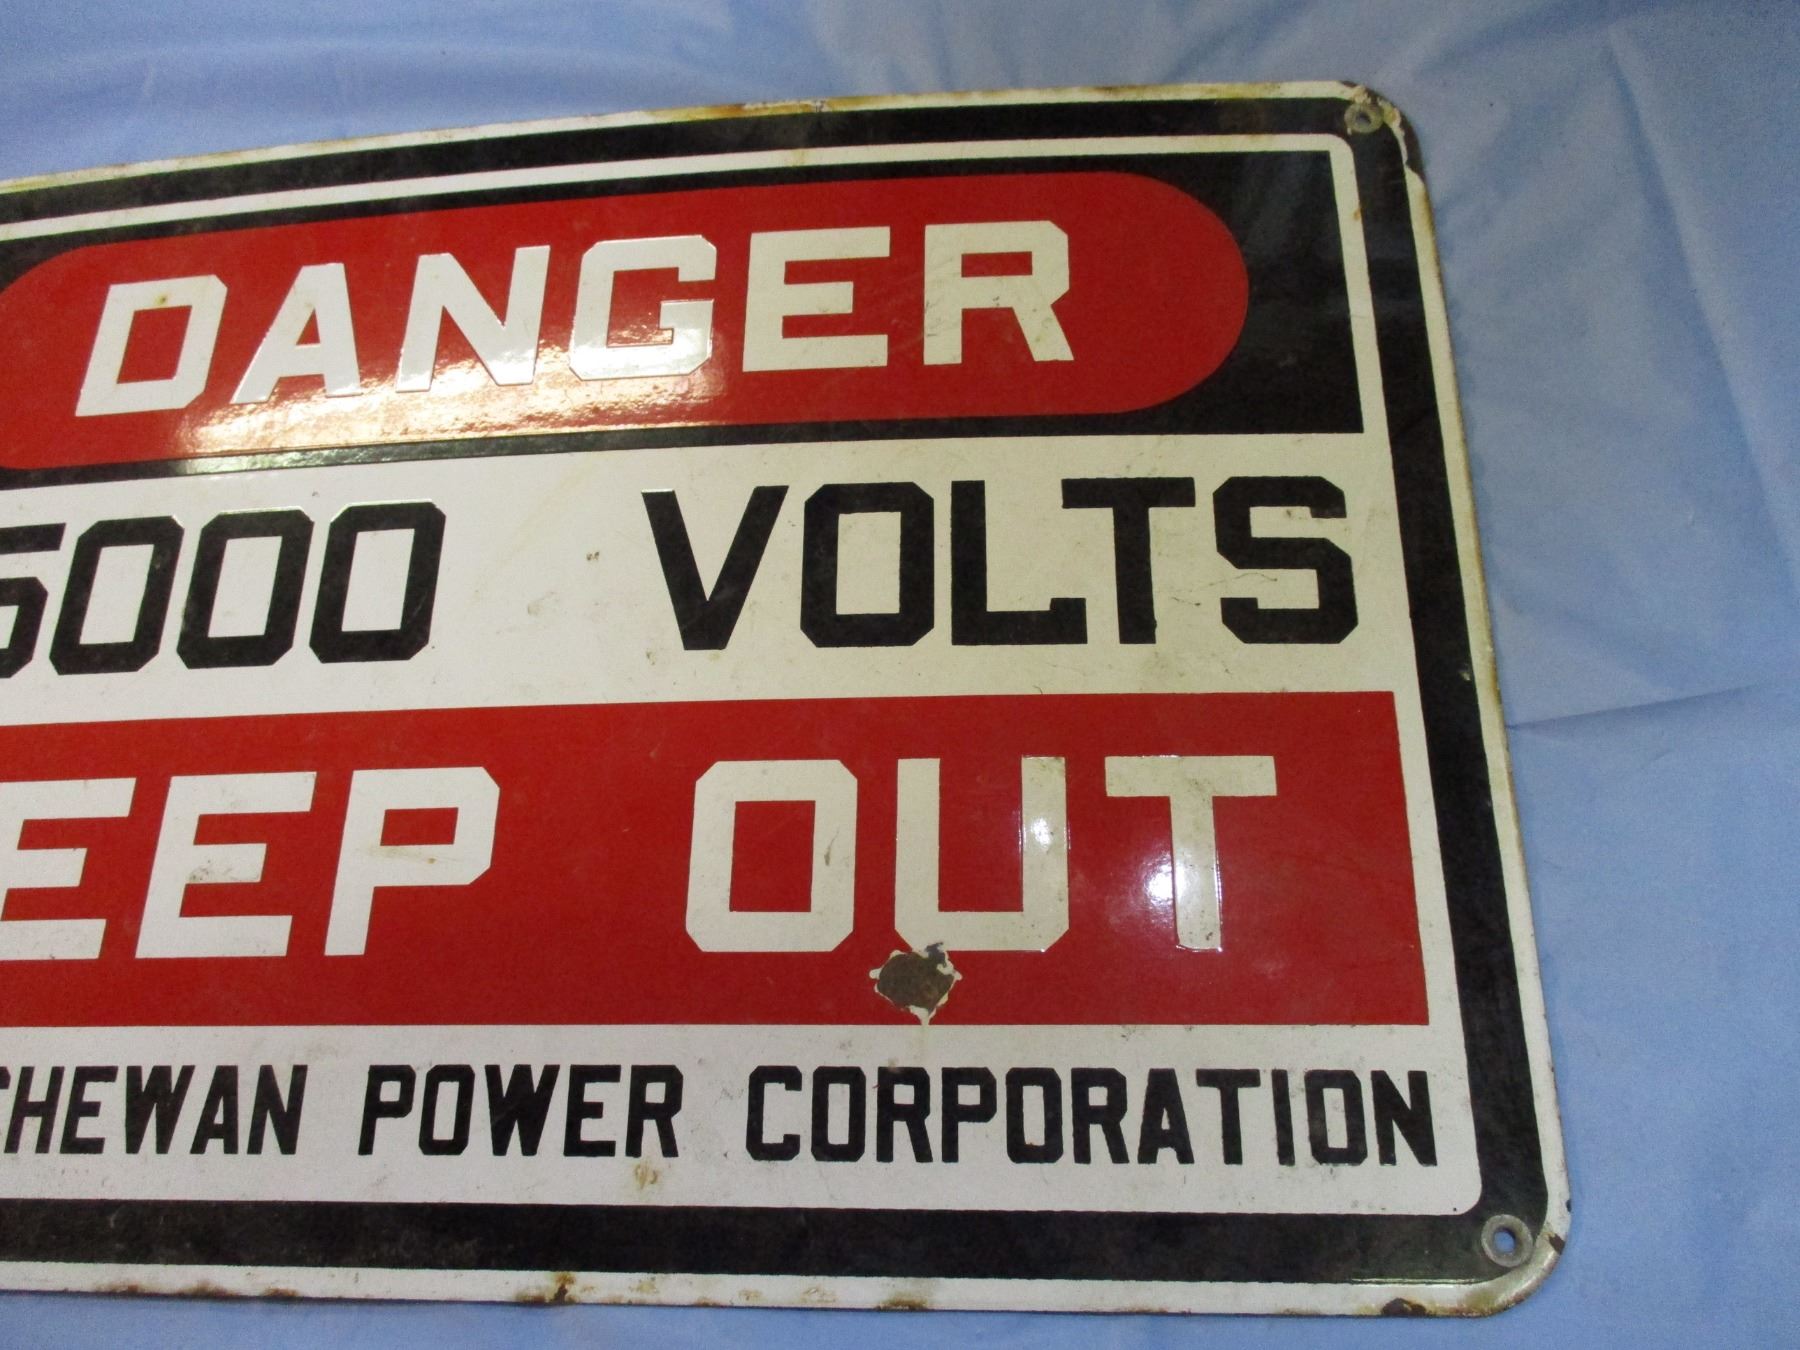 DANGER
5000 VOLTS
EEP OUT
CHEWAN POWER CORPORATION